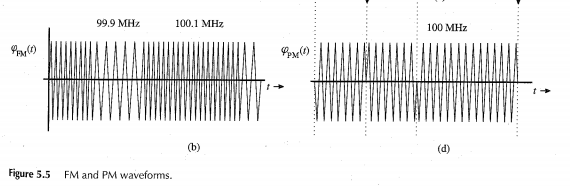 99.9 MHz 100.1 MHz
100 MHz
φFM(t)
φPM(t)
t
t
(b)
(d)
Figure 5.5 FM and PM waveforms.